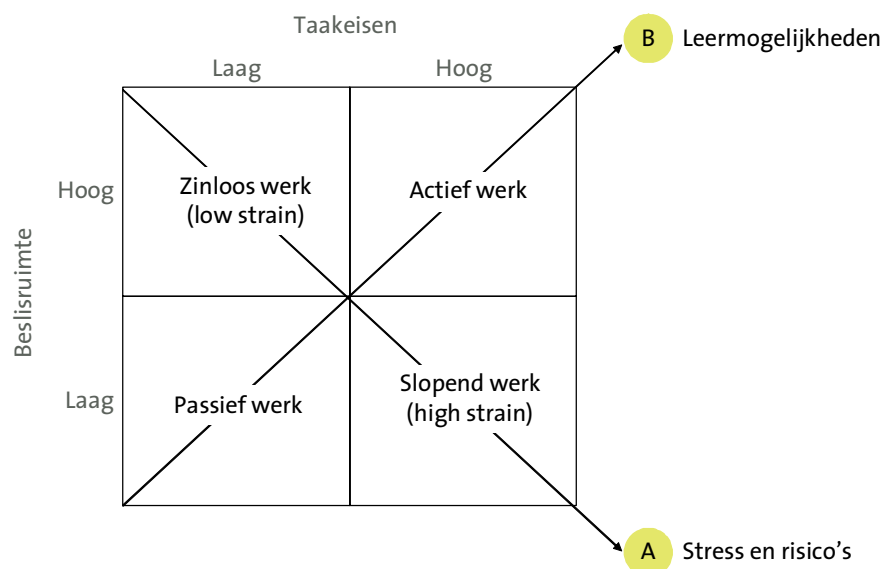 Taakeisen
B Leermogelijkheden
Laag Hoog
Hoog
Zinloos werk
(low strain)
Actief werk
Beslisruimte
Laag
Passief werk
Slopend werk
(high strain)
A Stress en risico’s